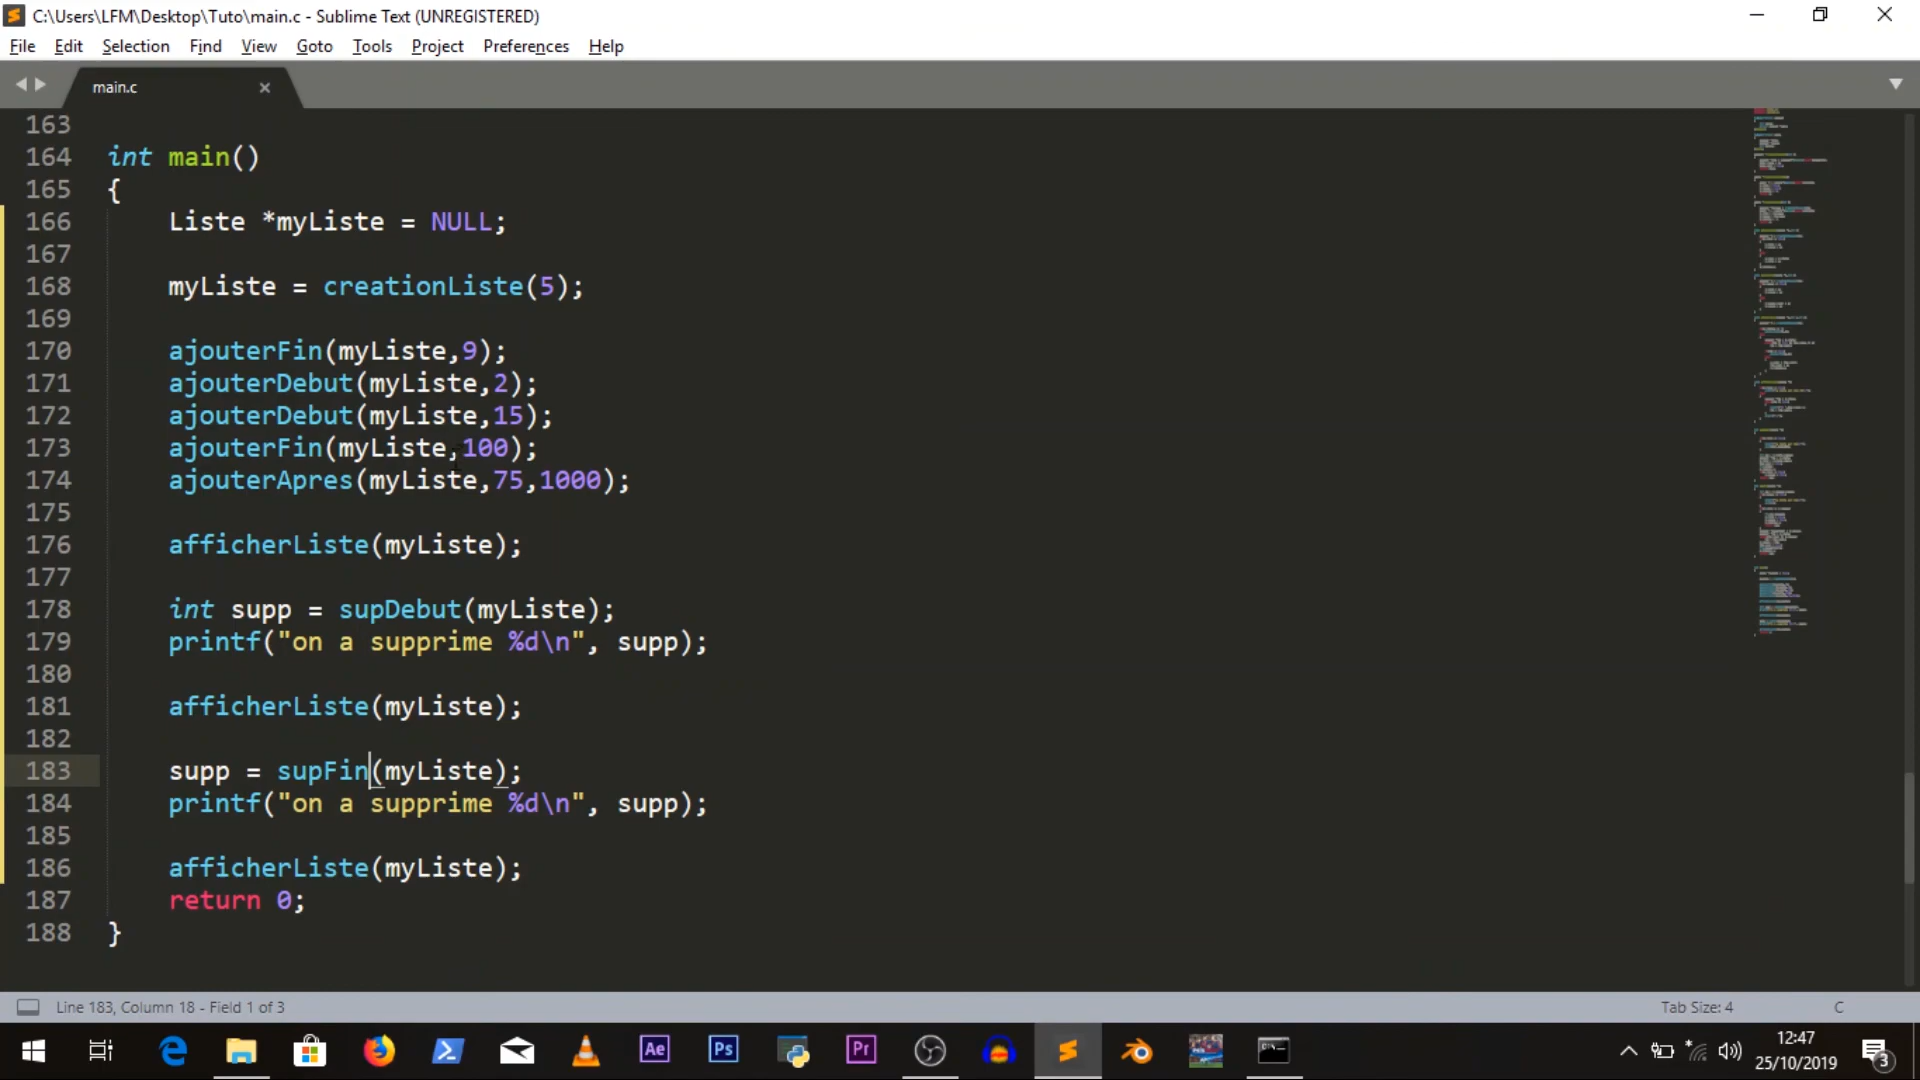 C:\Users\LFM\Desktop\Tuto\main.c - Sublime Text (UNREGISTERED)
File Edit Selection Find View Goto Tools Project Preferences Help
main.c
163
164 int main()
165 {
166 Liste *myListe = NULL;
167
168 myListe = creationListe(5);
169
170 ajouterFin(myListe,9);
171 ajouterDebut(myListe,2);
172 ajouterDebut(myListe,15);
173 ajouterFin(myListe,100);
174 ajouterApres(myListe,75,1000);
175
176 afficherListe(myListe);
177
178 int supp = supDebut(myListe);
179 printf("on a supprime %d\n", supp);
180
181 afficherListe(myListe);
182
183 supp = supFin(myListe);
184 printf("on a supprime %d\n", supp);
185
186 afficherListe(myListe);
187 return 0;
188 }
Line 183, Column 18 - Field 1 of 3 Tab Size: 4 C
Ae Ps Pr
12:47
25/10/2019
3